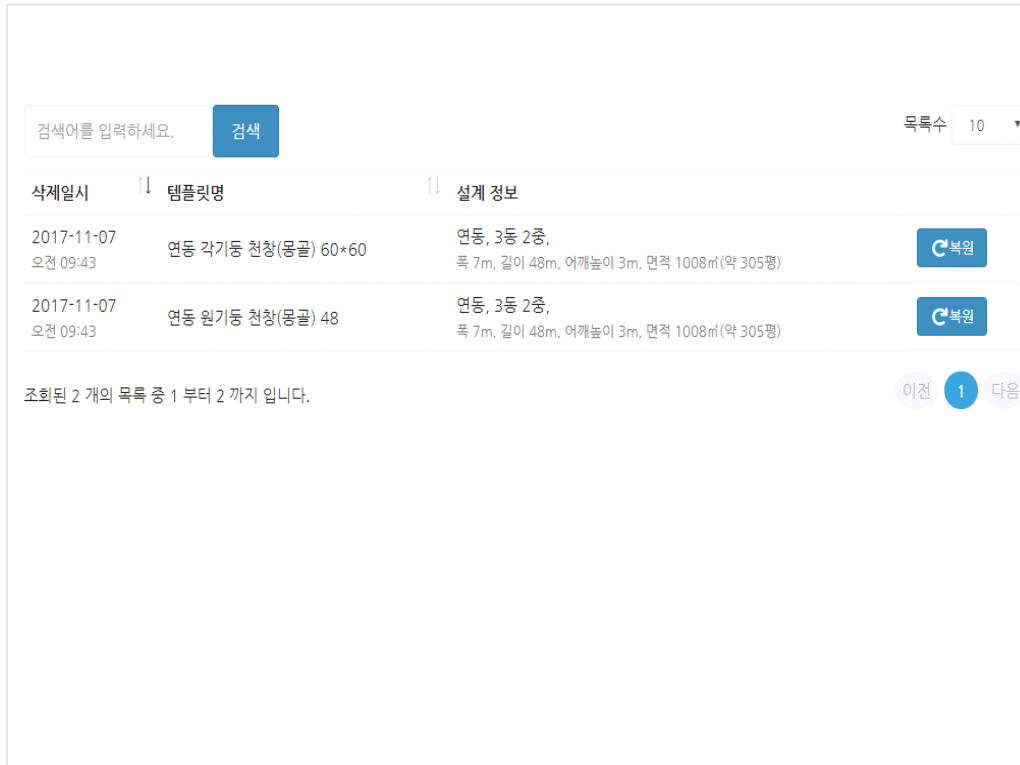 검색어를 입력하세요. 검색 목록수 10
삭제일시 템플릿명 설계 정보
2017-11-07
오전 09:43
연동 각기둥 천창(몽골) 60*60
연동, 3동 2중,
폭 7m, 길이 48m, 어깨높이 3m, 면적 1008㎡(약 305평)
복원
2017-11-07
오전 09:43
연동 원기둥 천창(몽골) 48
연동, 3동 2중,
폭 7m, 길이 48m, 어깨높이 3m, 면적 1008㎡(약 305평)
복원
조회된 2 개의 목록 중 1 부터 2 까지 입니다.
이전 1 다음